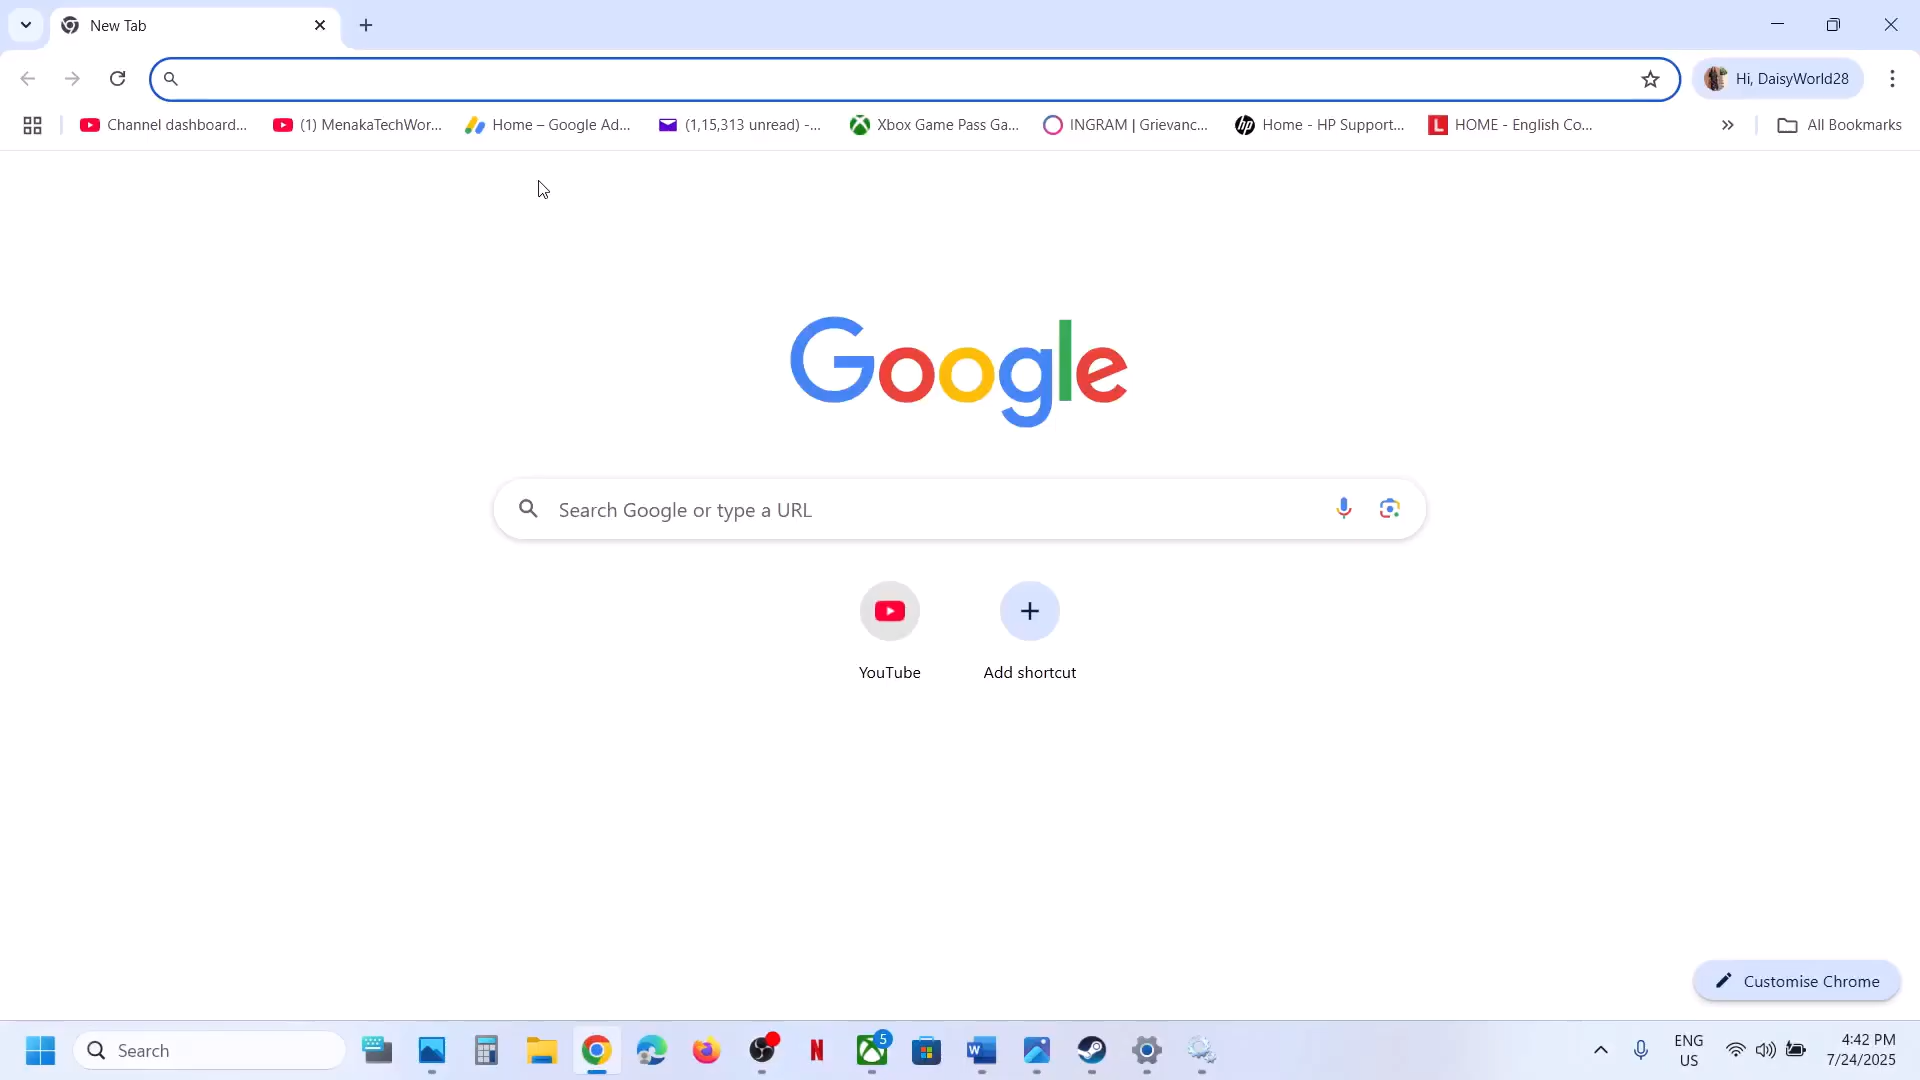 New Tab
Hi, DaisyWorld28
Channel dashboard... (1) MenakaTechWor... Home – Google Ad... (1,15,313 unread) -... Xbox Game Pass Ga... INGRAM | Grievanc... hp Home - HP Support... L HOME - English Co... » All Bookmarks
Google
Search Google or type a URL
YouTube Add shortcut
Customise Chrome
Search N 5 W ENG US 4:42 PM
7/24/2025